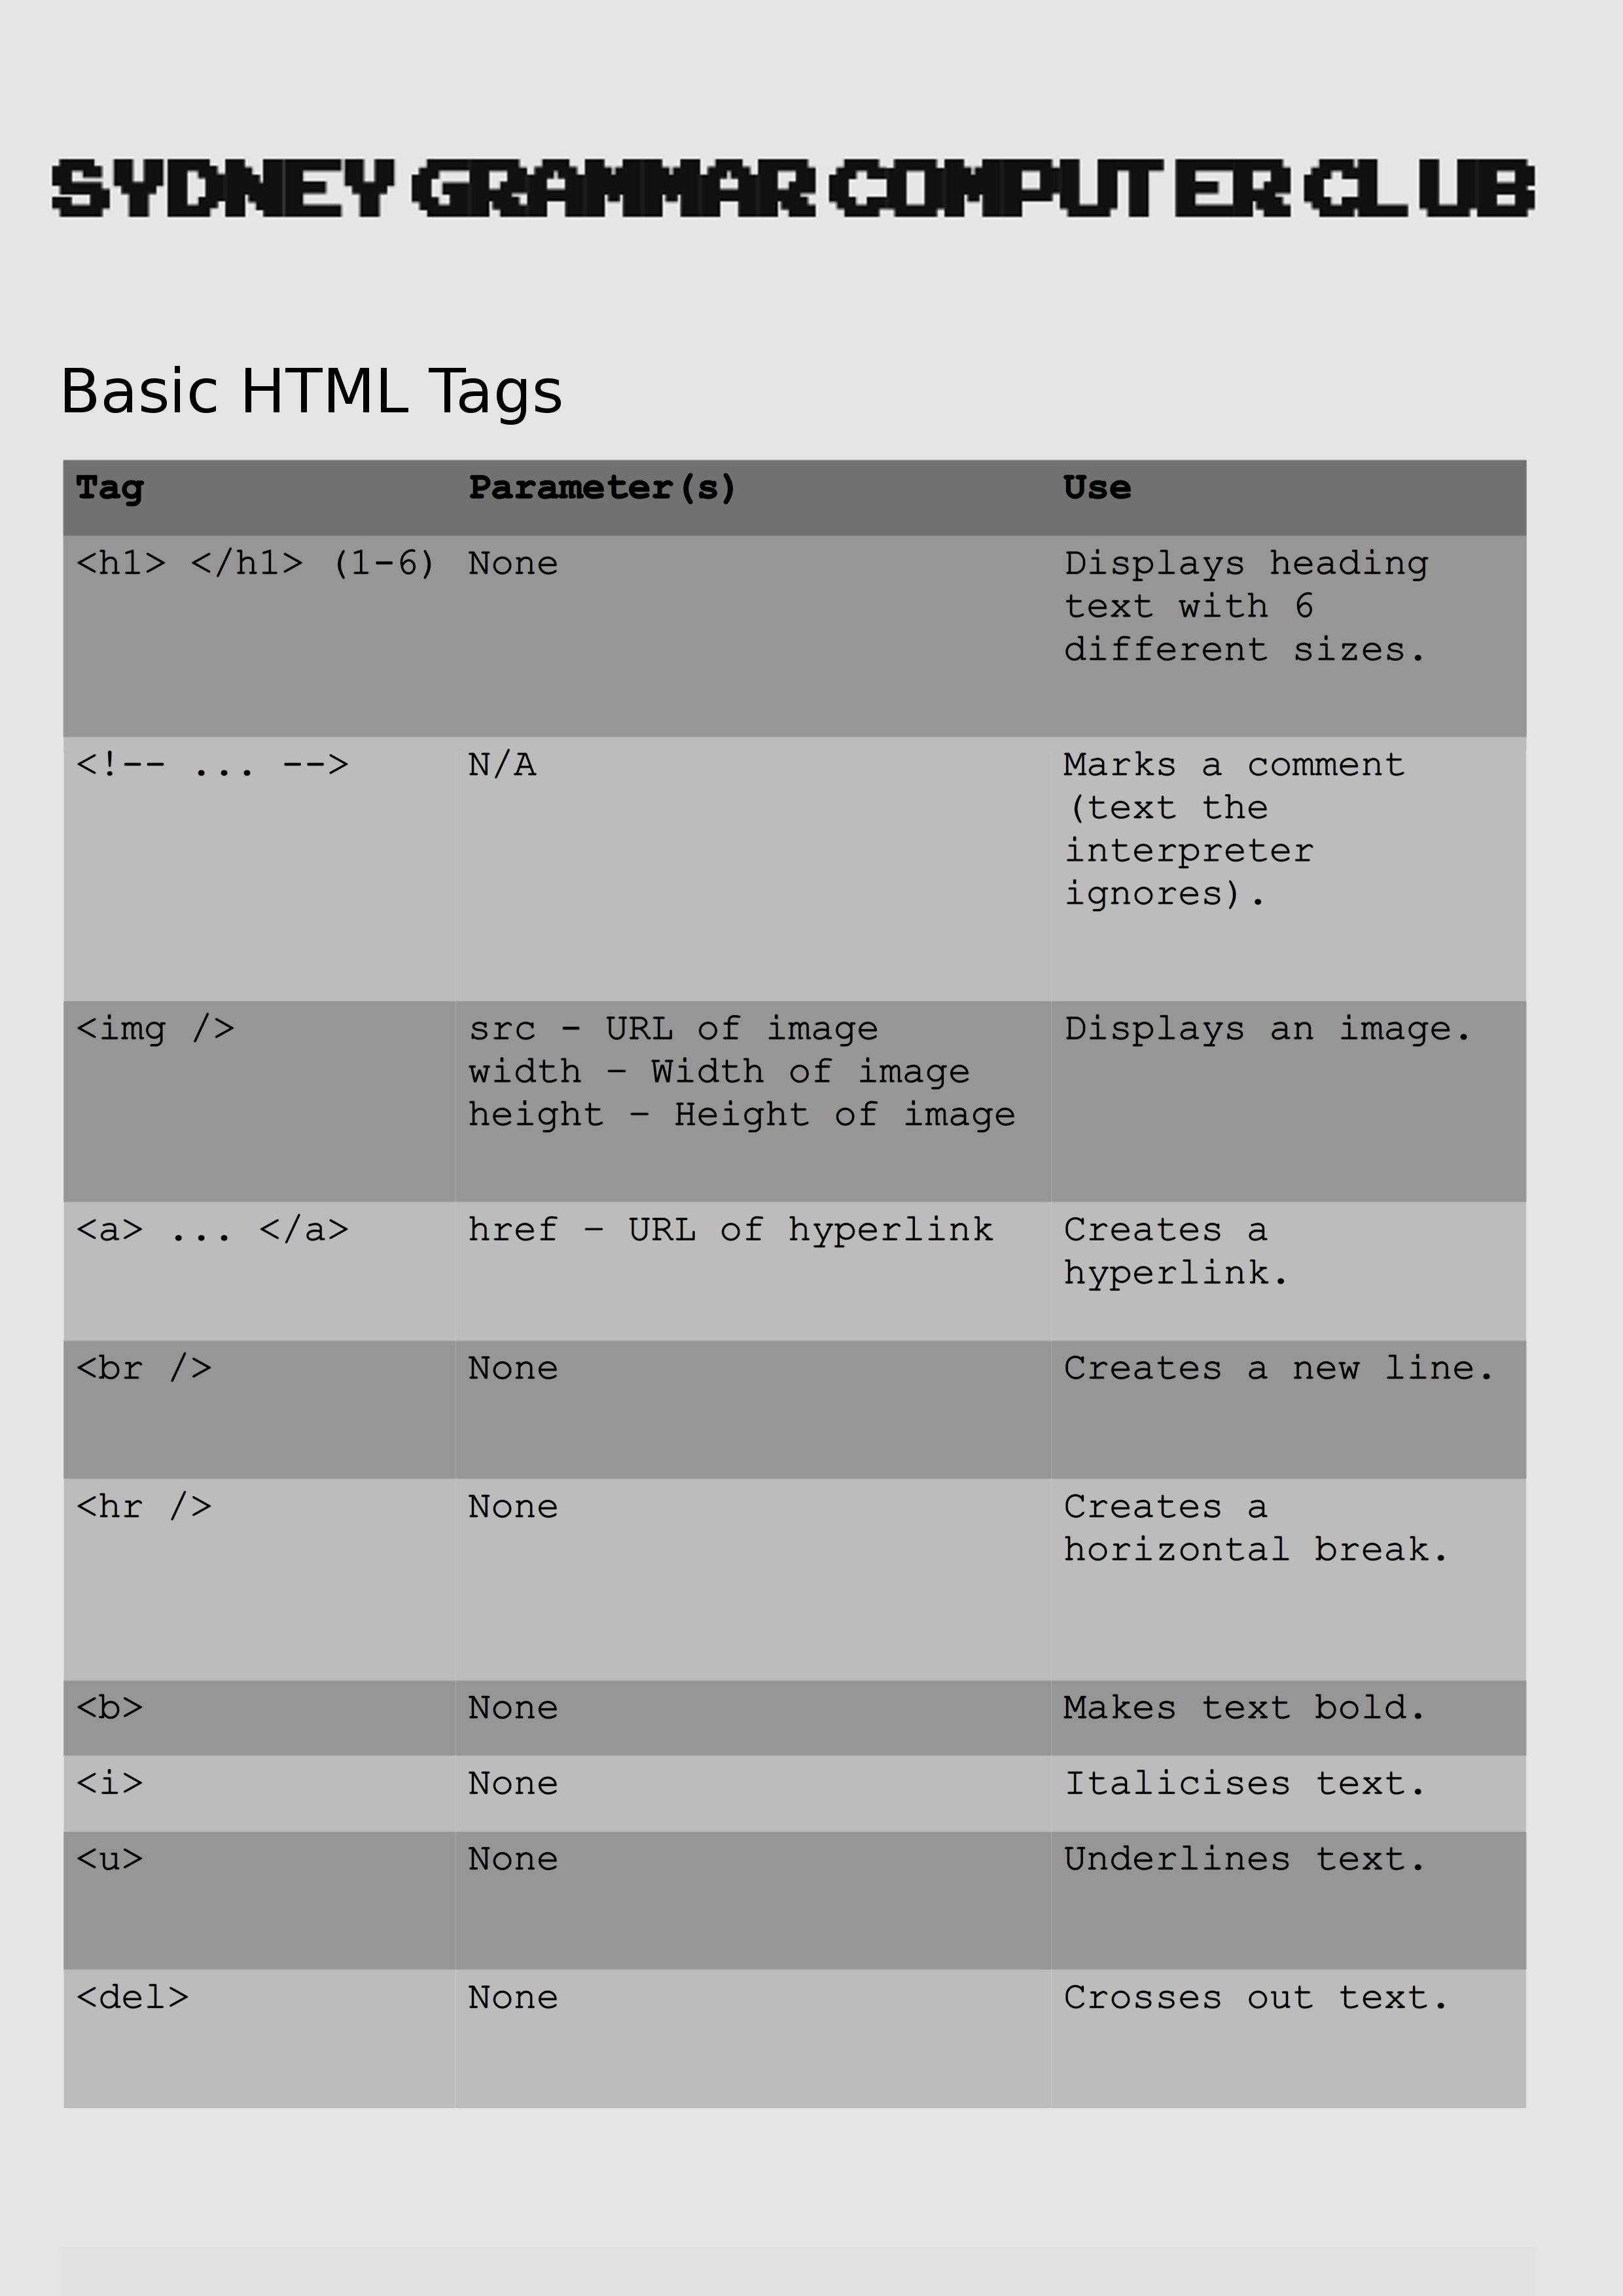 SYDNEY GRAMMAR COMPUTER CLUB
Basic HTML Tags
Tag Parameter(s) Use
<h1> </h1> (1-6) None Displays heading
text with 6
different sizes.
<!-- ... --> N/A Marks a comment
(text the
interpreter
ignores).
<img /> src - URL of image Displays an image.
width - Width of image
height - Height of image
<a> ... </a> href - URL of hyperlink Creates a
hyperlink.
<br /> None Creates a new line.
<hr /> None Creates a
horizontal break.
<b> None Makes text bold.
<i> None Italicises text.
<u> None Underlines text.
<del> None Crosses out text.